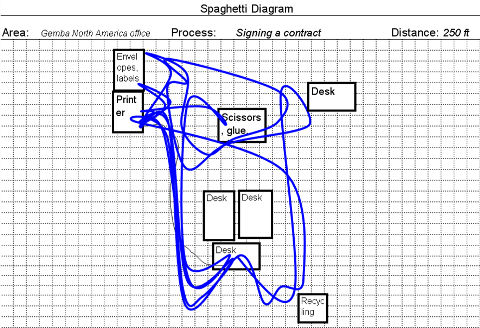 Spaghetti Diagram
Area: Gemba North America office Process: Signing a contract Distance: 250 ft
Envel
opes,
labels
Print
er
Desk
Scissors
, glue,
Desk
Desk
Desk
Recyc
ling